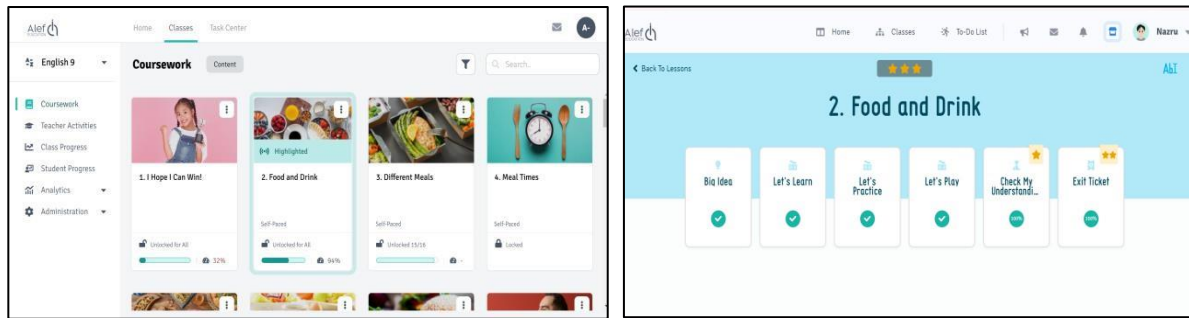 Alef
Home Classes Task Center
A-
English 9
Coursework
Content
Search..
Coursework
Teacher Activities
Class Progress
Student Progress
Analytics
Administration
Highlighted
1. I Hope I Can Win!
2. Food and Drink
3. Different Meals
4. Meal Times
Self-Paced
Self-Paced
Self-Paced
Unlocked for All
Unlocked for All
Unlocked 15/16
Locked
32%
94%
-
Alef
Home
Classes
To-Do List
Nazru
Back To Lessons
AbI
2. Food and Drink
Big Idea
Let's Learn
Let's
Practice
Let's Play
Check My
Understandi...
Exit Ticket
100%
100%